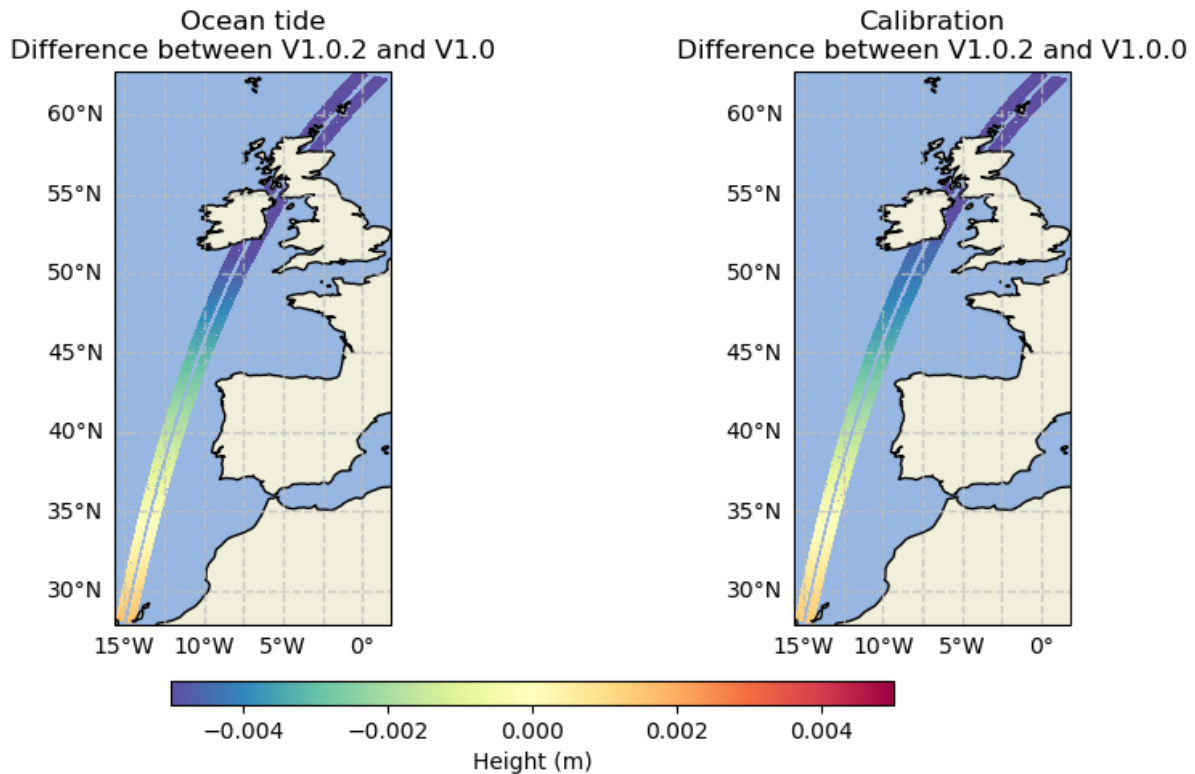 Ocean tide
Difference between V1.0.2 and V1.0
Calibration
Difference between V1.0.2 and V1.0.0
60°N
55°N
50°N
45°N
40°N
35°N
30°N
15°W 10°W 5°W 0°
60°N
55°N
50°N
45°N
40°N
35°N
30°N
15°W 10°W 5°W 0°
−0.004 −0.002 0.000 0.002 0.004
Height (m)